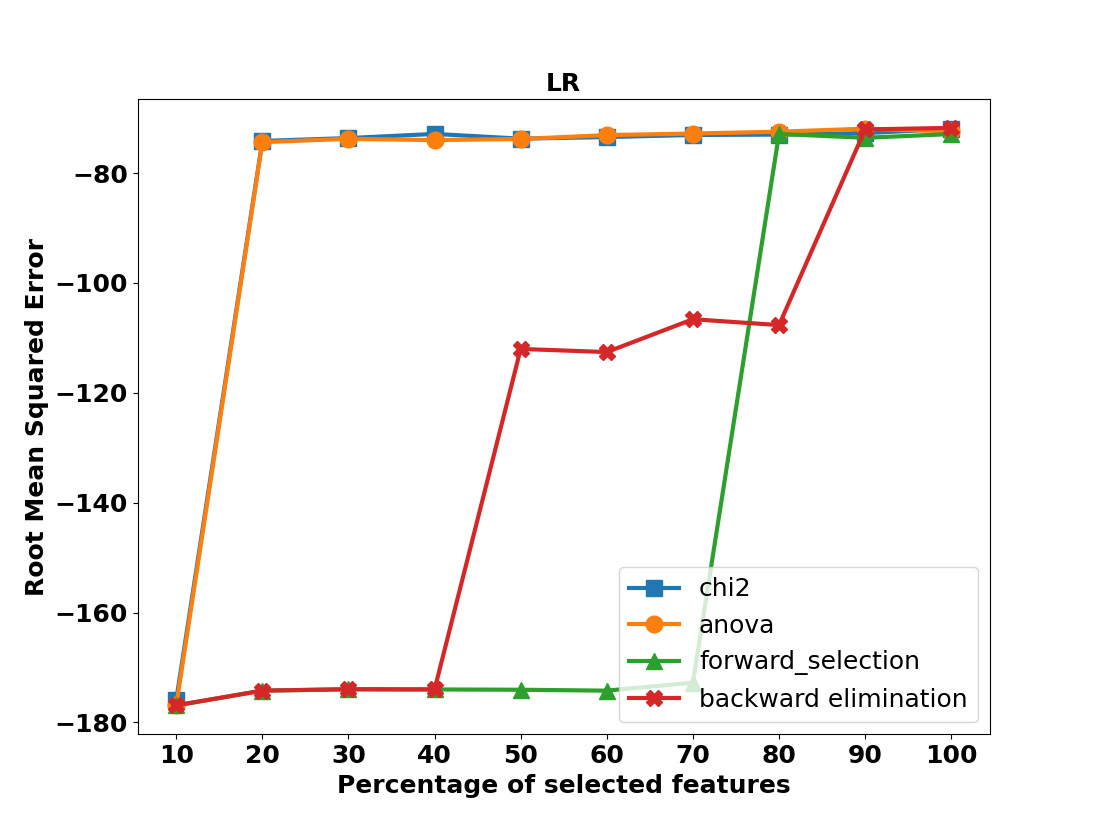 LR
Root Mean Squared Error
−80
−100
−120
−140
−160
−180
chi2
anova
forward_selection
backward elimination
10 20 30 40 50 60 70 80 90 100
Percentage of selected features